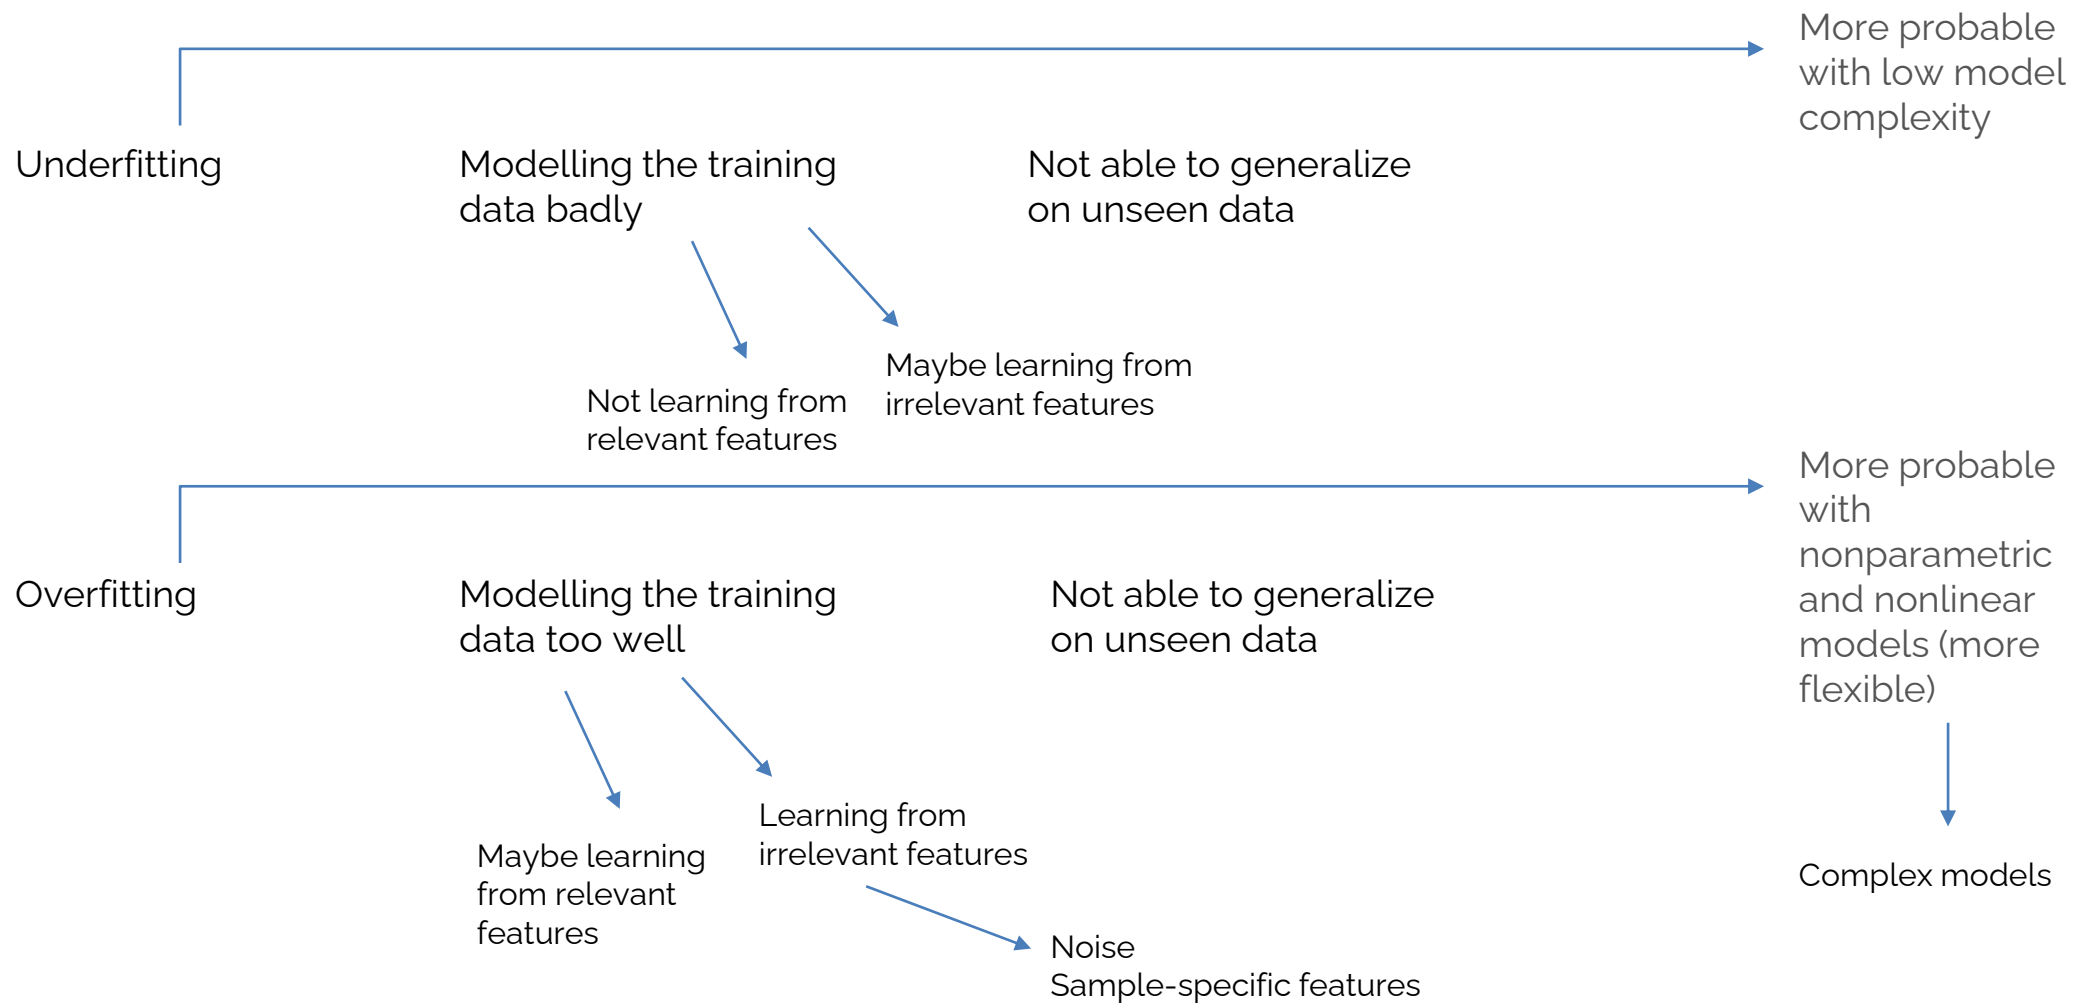 More probable
with low model
complexity
Underfitting
Modelling the training
data badly
Not able to generalize
on unseen data
Not learning from
relevant features
Maybe learning from
irrelevant features
More probable
with
nonparametric
and nonlinear
models (more
flexible)
Overfitting
Modelling the training
data too well
Not able to generalize
on unseen data
Maybe learning
from relevant
features
Learning from
irrelevant features
Noise
Sample-specific features
Complex models